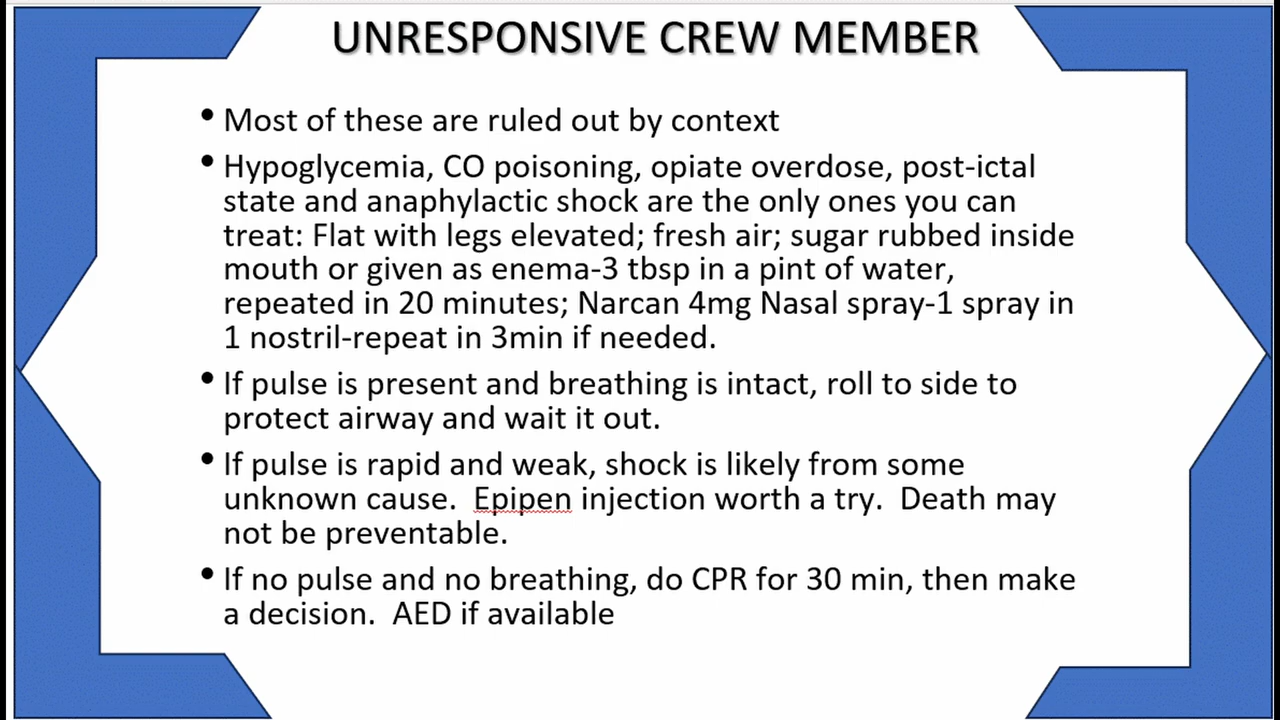 UNRESPONSIVE CREW MEMBER
• Most of these are ruled out by context
• Hypoglycemia, CO poisoning, opiate overdose, post-ictal
state and anaphylactic shock are the only ones you can
treat: Flat with legs elevated; fresh air; sugar rubbed inside
mouth or given as enema-3 tbsp in a pint of water,
repeated in 20 minutes; Narcan 4mg Nasal spray-1 spray in
1 nostril-repeat in 3min if needed.
• If pulse is present and breathing is intact, roll to side to
protect airway and wait it out.
• If pulse is rapid and weak, shock is likely from some
unknown cause.  Epipen injection worth a try.  Death may
not be preventable.
• If no pulse and no breathing, do CPR for 30 min, then make
a decision.  AED if available